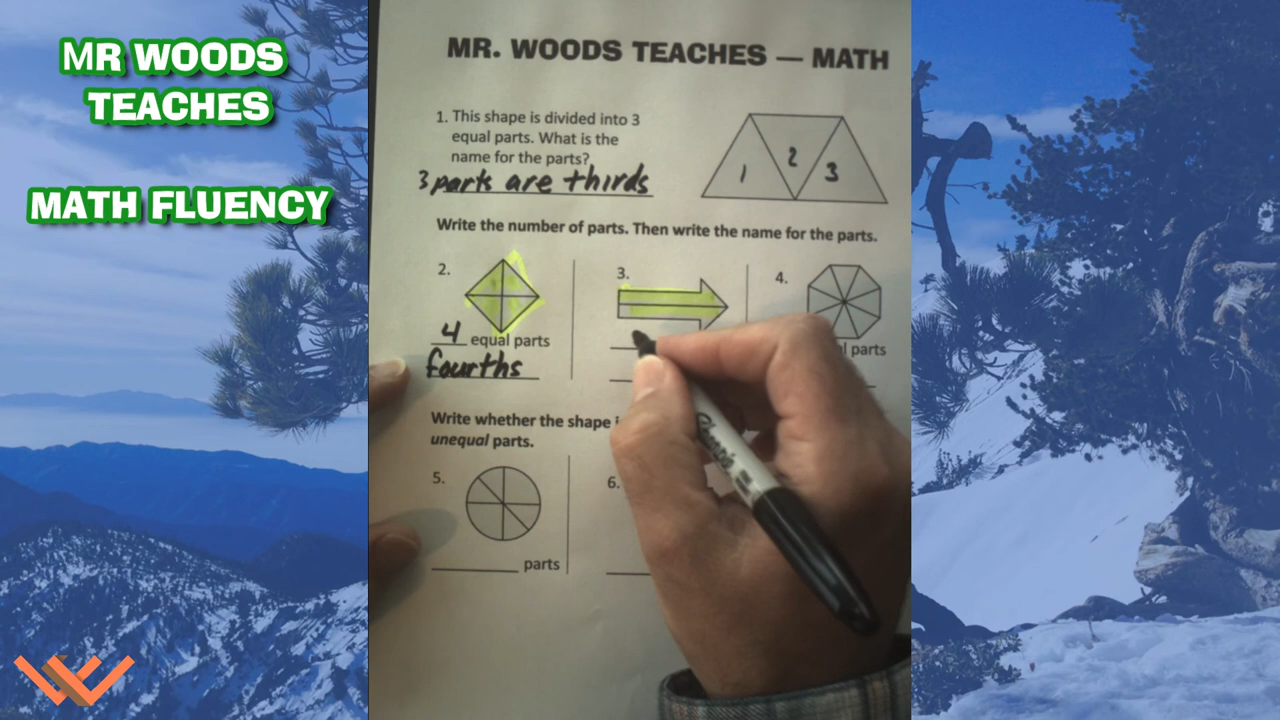 MR WOODS
TEACHES
MATH FLUENCY
MR. WOODS TEACHES — MATH
1. This shape is divided into 3
equal parts. What is the
name for the parts?
3 parts are thirds
1
2
3
Write the number of parts. Then write the name for the parts.
2.
4 equal parts
fourths
3.
4.
parts
Write whether the shape
unequal parts.
5.
parts
6.